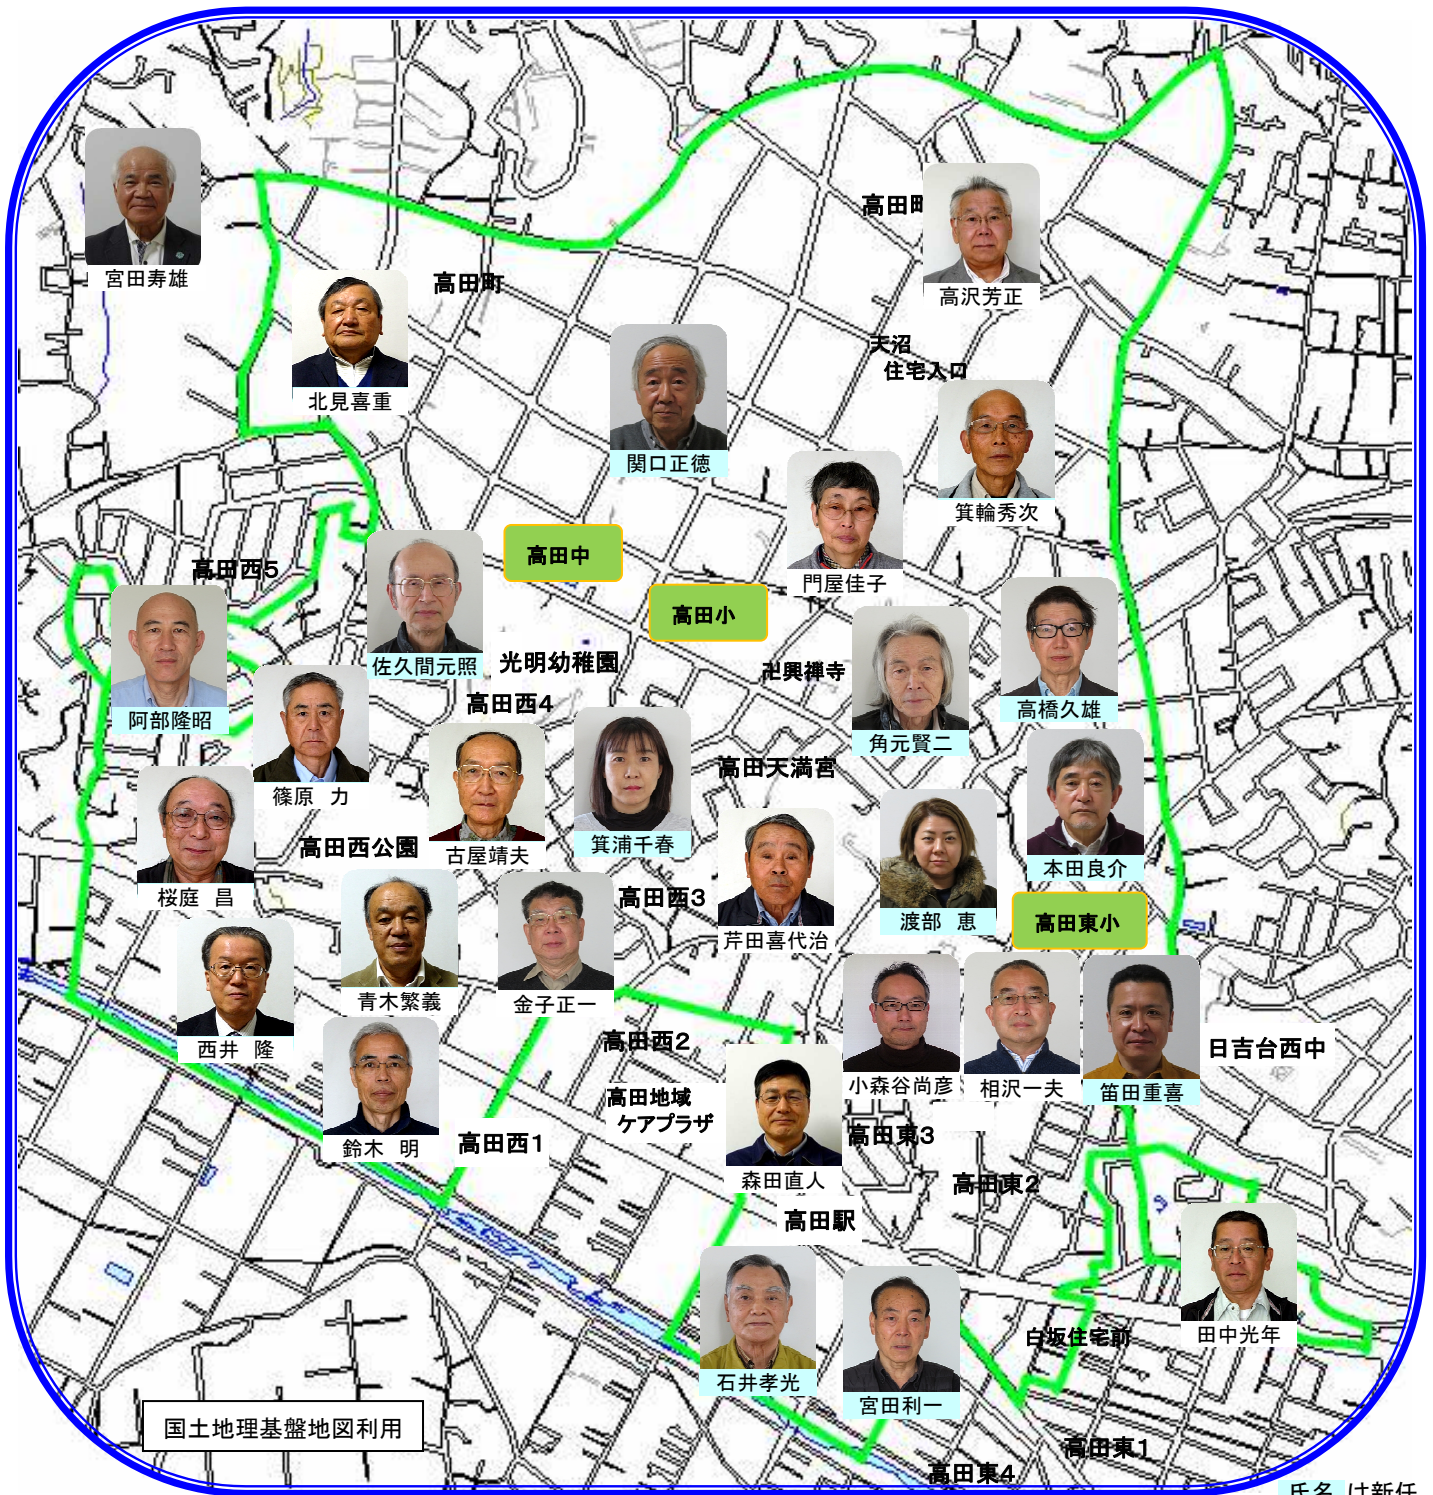 宮田寿雄
高田町
北見喜重
高田町
高沢芳正
天沼
住宅入口
関口正徳
箕輪秀次
高田中
高田西5
門屋佳子
高田小
佐久間元照
光明幼稚園
卍興禅寺
高田西4
阿部隆昭
高橋久雄
角元賢二
高田天満宮
篠原 力
高田西公園
古屋靖夫
箕浦千春
本田良介
桜庭 昌
高田西3
芹田喜代治
渡部 恵
高田東小
青木繁義
金子正一
西井 隆
高田西2
日吉台西中
小森谷尚彦
相沢一夫
笛田重喜
高田地域
ケアプラザ
鈴木 明
高田西1
高田東3
森田直人
高田東2
高田駅
白坂住宅前
田中光年
石井孝光
宮田利一
国土地理基盤地図利用
高田東1
高田東4
氏名 は新任